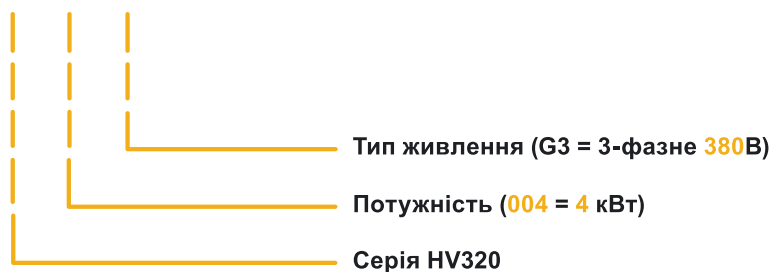 Тип живлення (G3 = 3-фазне 380В)
Потужність (004 = 4 кВт)
Серія HV320